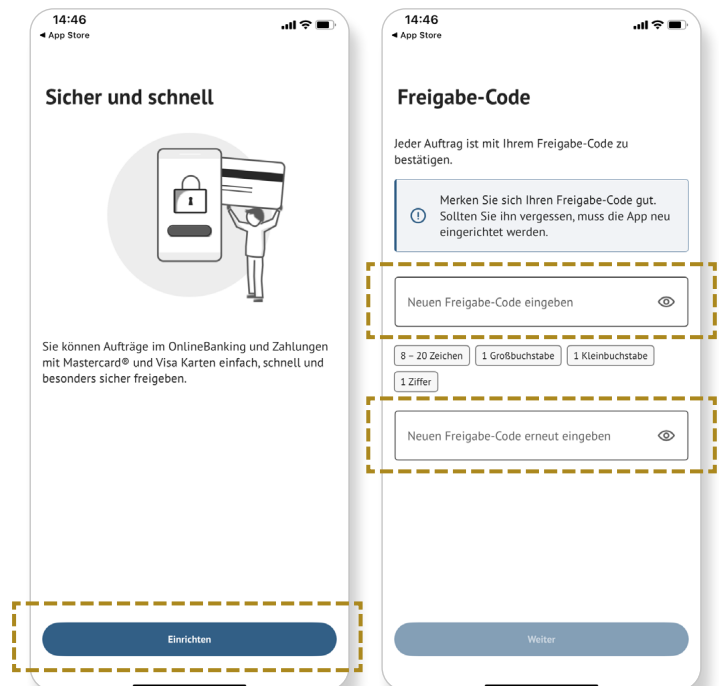 14:46
◀ App Store
Sicher und schnell
Sie können Aufträge im OnlineBanking und Zahlungen
mit Mastercard® und Visa Karten einfach, schnell und
besonders sicher freigeben.
Einrichten
14:46
◀ App Store
Freigabe-Code
Jeder Auftrag ist mit Ihrem Freigabe-Code zu
bestätigen.
Merken Sie sich Ihren Freigabe-Code gut.
Sollten Sie ihn vergessen, muss die App neu
eingerichtet werden.
Neuen Freigabe-Code eingeben
8 – 20 Zeichen 1 Großbuchstabe 1 Kleinbuchstabe
1 Ziffer
Neuen Freigabe-Code erneut eingeben
Weiter